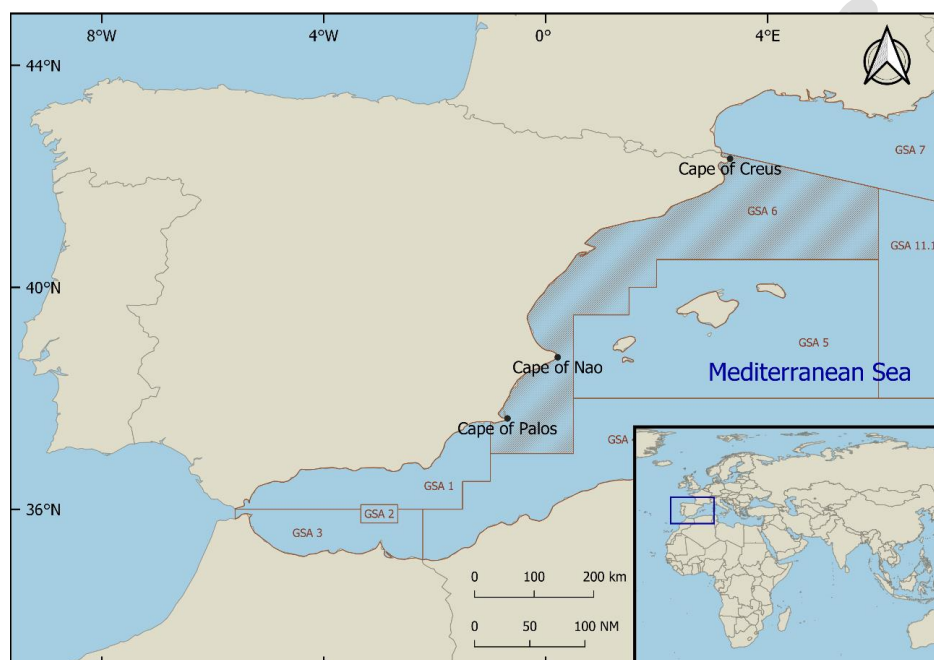 8°W
4°W
0°
4°E
44°N
GSA 7
Cape of Creus
GSA 6
GSA 11.1
40°N
GSA 5
Cape of Nao
Mediterranean Sea
Cape of Palos
GSA
GSA 1
36°N
GSA 2
GSA 3
0 100 200 km
0 50 100 NM